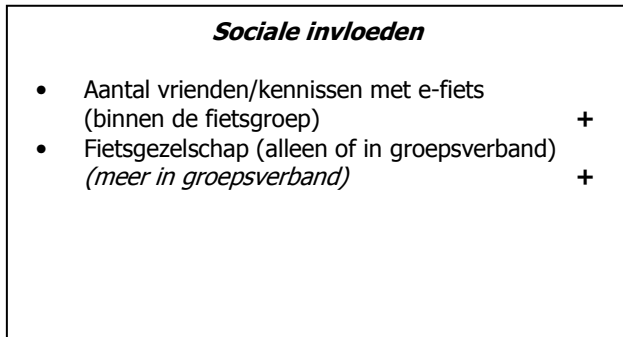 Sociale invloeden
• Aantal vrienden/kennissen met e-fiets
(binnen de fietsgroep) +
• Fietsgezelschap (alleen of in groepsverband)
(meer in groepsverband) +